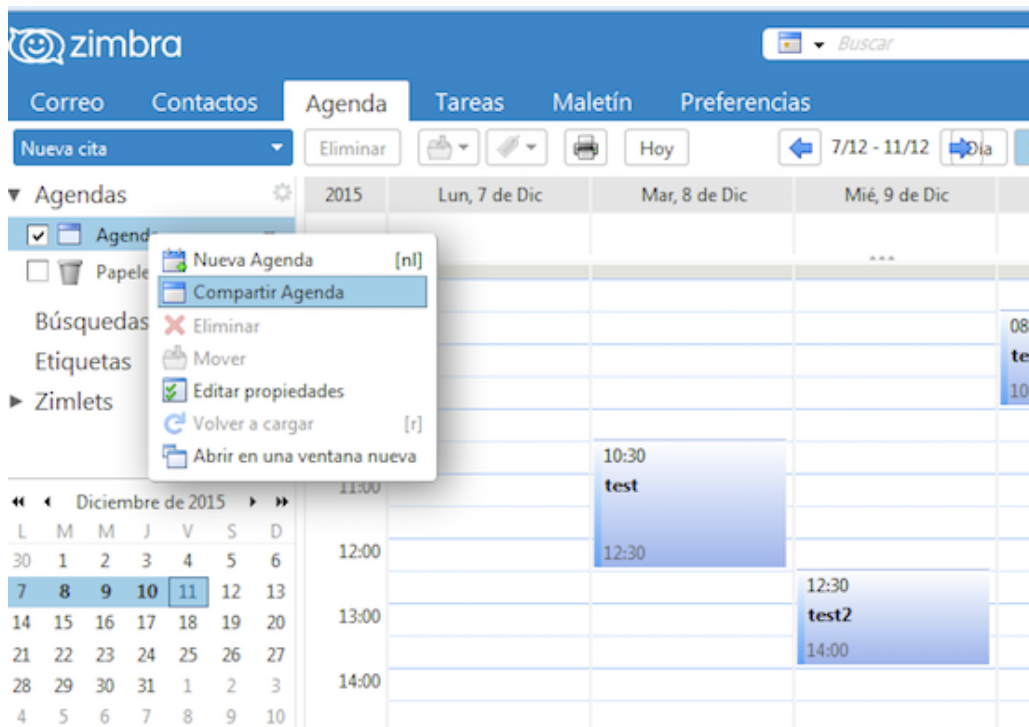 zimbra
Buscar
Correo Contactos Agenda Tareas Maletín Preferencias
Nueva cita Eliminar Hoy 7/12 - 11/12 Día
Agendas
2015 Lun, 7 de Dic Mar, 8 de Dic Mié, 9 de Dic
Agenda
Nueva Agenda [nl]
Compartir Agenda
Eliminar
Mover
Editar propiedades
Volver a cargar [r]
Abrir en una ventana nueva
Búsquedas
Etiquetas
Zimlets
08
te
10
10:30
test
12:30
12:30
test2
14:00
11:00
12:00
13:00
14:00
Diciembre de 2015
L M M J V S D
30 1 2 3 4 5 6
7 8 9 10 11 12 13
14 15 16 17 18 19 20
21 22 23 24 25 26 27
28 29 30 31 1 2 3
4 5 6 7 8 9 10